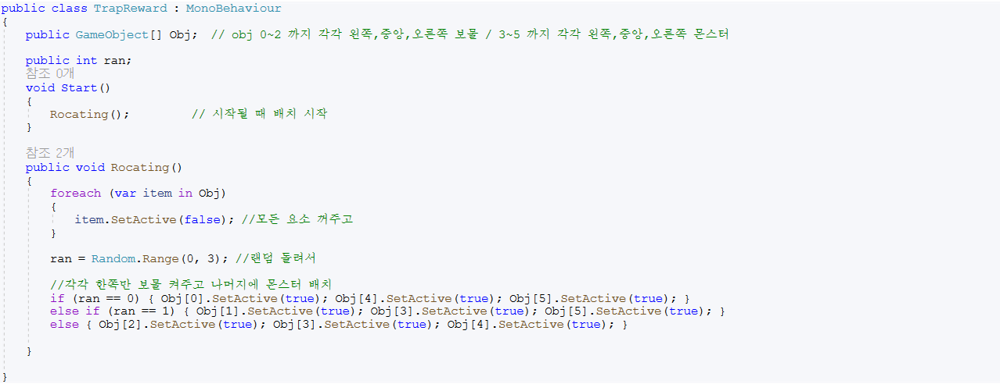 public class TrapReward : MonoBehaviour
{
public GameObject[] Obj; // obj 0~2 까지 각각 왼쪽,중앙,오른쪽 보물 / 3~5 까지 각각 왼쪽,중앙,오른쪽 몬스터
public int ran;
참조 0개
void Start()
{
Rocating(); // 시작될 때 배치 시작
}
참조 2개
public void Rocating()
{
foreach (var item in Obj)
{
item.SetActive(false); //모든 요소 꺼주고
}
ran = Random.Range(0, 3); //랜덤 돌려서
//각각 한쪽만 보물 켜주고 나머지에 몬스터 배치
if (ran == 0) { Obj[0].SetActive(true); Obj[4].SetActive(true); Obj[5].SetActive(true); }
else if (ran == 1) { Obj[1].SetActive(true); Obj[3].SetActive(true); Obj[5].SetActive(true); }
else { Obj[2].SetActive(true); Obj[3].SetActive(true); Obj[4].SetActive(true); }
}
}